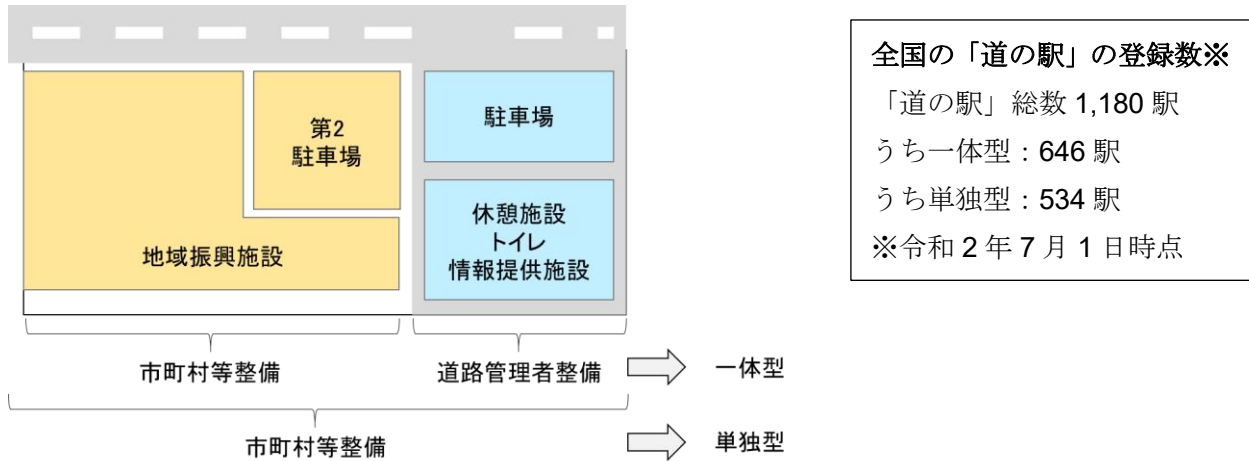 第2
駐車場
駐車場
地域振興施設
休憩施設
トイレ
情報提供施設
市町村等整備
道路管理者整備
一体型
市町村等整備
単独型
全国の「道の駅」の登録数※
「道の駅」総数 1,180 駅
うち一体型：646 駅
うち単独型：534 駅
※令和 2 年 7 月 1 日時点